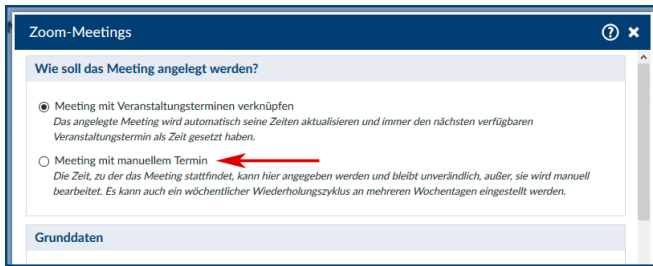 Zoom-Meetings
Wie soll das Meeting angelegt werden?
Meeting mit Veranstaltungsterminen verknüpfen
Das angelegte Meeting wird automatisch seine Zeiten aktualisieren und immer den nächsten verfügbaren
Veranstaltungstermin als Zeit gesetzt haben.
Meeting mit manuellem Termin
Die Zeit, zu der das Meeting stattfindet, kann hier angegeben werden und bleibt unverändlich, außer, sie wird manuell
bearbeitet. Es kann auch ein wöchentlicher Wiederholungszyklus an mehreren Wochentagen eingestellt werden.
Grunddaten